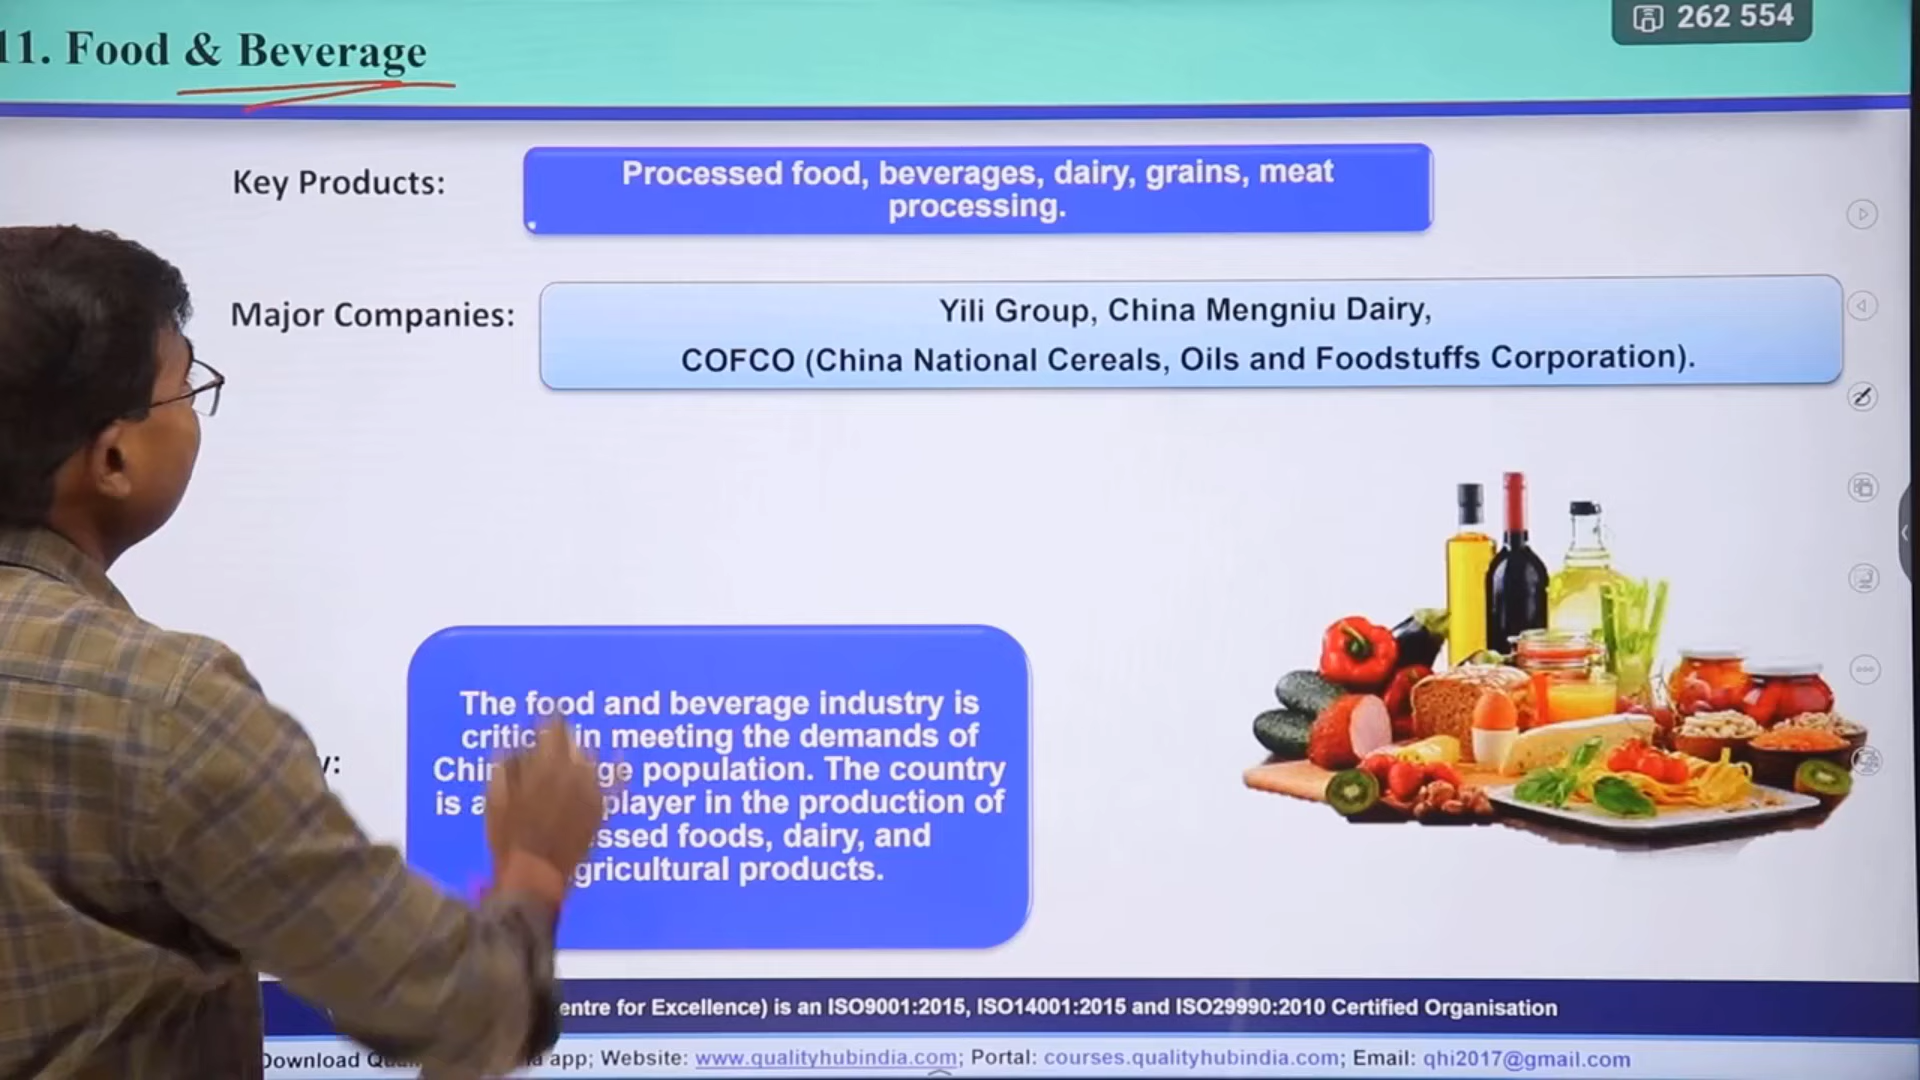 262 554
11. Food & Beverage
Key Products:
Processed food, beverages, dairy, grains, meat
processing.
Major Companies:
Yili Group, China Mengniu Dairy,
COFCO (China National Cereals, Oils and Foodstuffs Corporation).
The food and beverage industry is
in meeting the demands of
population. The country
is player in the production of
foods, dairy, and
products.
for Excellence) is an ISO9001:2015, ISO14001:2015 and ISO29990:2010 Certified Organisation
Download app; Website: www.qualityhubindia.com; Portal: courses.qualityhubindia.com; Email: qhi2017@gmail.com